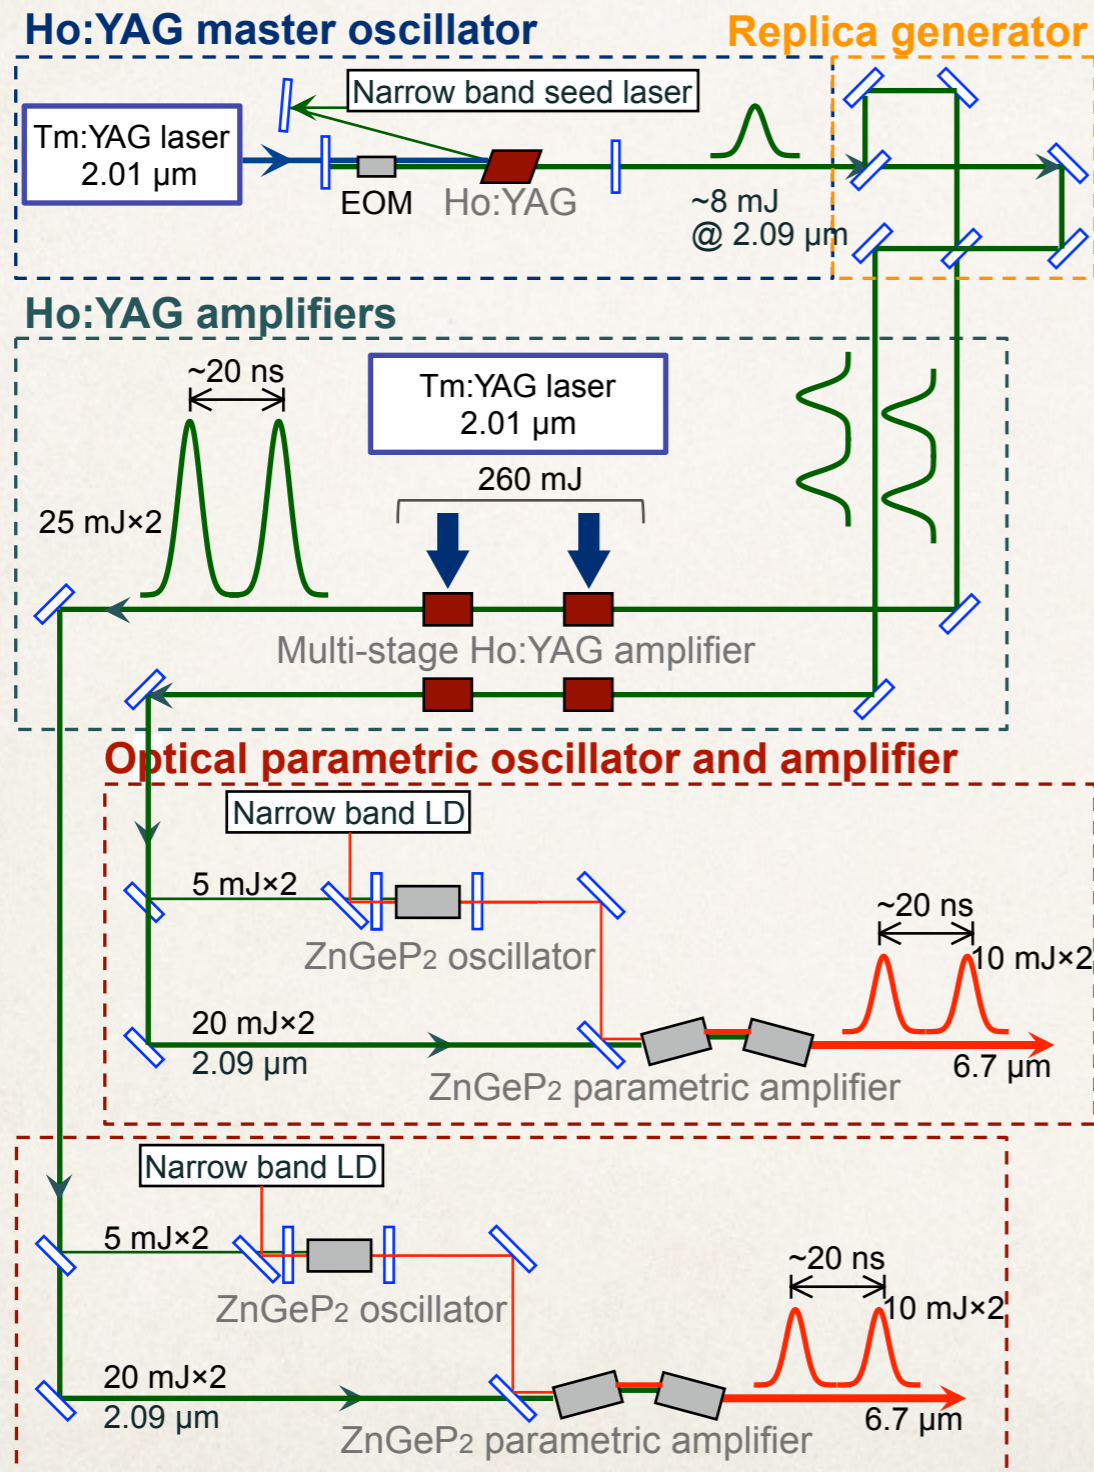 Ho:YAG master oscillator
Replica generator
Narrow band seed laser
Tm:YAG laser
2.01 µm
EOM
Ho:YAG
~8 mJ
@ 2.09 µm
Ho:YAG amplifiers
~20 ns
Tm:YAG laser
2.01 µm
260 mJ
25 mJ×2
Multi-stage Ho:YAG amplifier
Optical parametric oscillator and amplifier
Narrow band LD
5 mJ×2
ZnGeP2 oscillator
~20 ns
10 mJ×2
20 mJ×2
2.09 µm
6.7 µm
ZnGeP2 parametric amplifier
Narrow band LD
5 mJ×2
ZnGeP2 oscillator
~20 ns
10 mJ×2
20 mJ×2
2.09 µm
6.7 µm
ZnGeP2 parametric amplifier